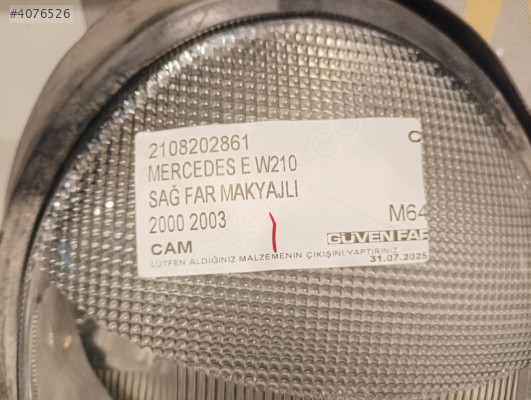 #4076526
2108202861
MERCEDES E W210
SAĞ FAR MAKYAJLI
2000 2003
C
M64
CAM
GÜVEN FAR
LÜTFEN ALDIĞINIZ MALZEMENİN ÇIKIŞINI YAPTIRINIZ
31.07.2025